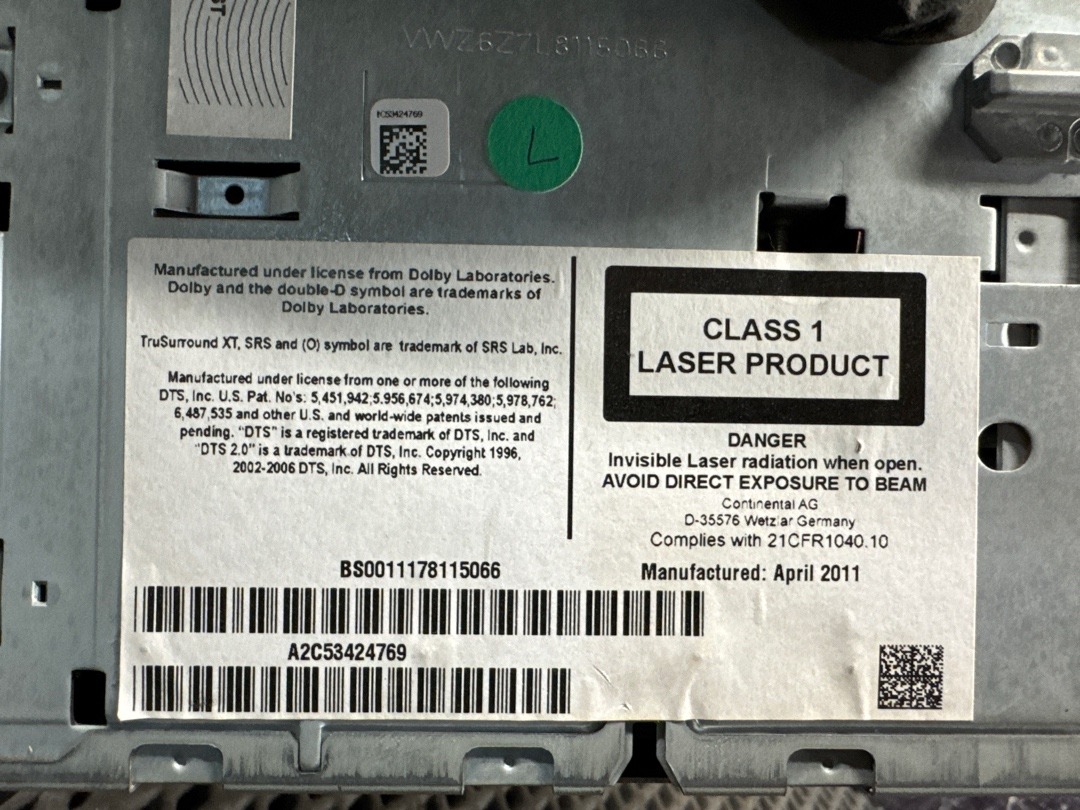 ST
VWZ6Z7L8115066
A2C53424769
L
Manufactured under license from Dolby Laboratories.
Dolby and the double-D symbol are trademarks of
Dolby Laboratories.
TruSurround XT, SRS and (O) symbol are trademark of SRS Lab, Inc.
Manufactured under license from one or more of the following
DTS, Inc. U.S. Pat. No's: 5,451,942;5.956,674;5,974,380;5,978,762;
6,487,535 and other U.S. and world-wide patents issued and
pending. "DTS" is a registered trademark of DTS, Inc. and
"DTS 2.0" is a trademark of DTS, Inc. Copyright 1996,
2002-2006 DTS, Inc. All Rights Reserved.
CLASS 1
LASER PRODUCT
DANGER
Invisible Laser radiation when open.
AVOID DIRECT EXPOSURE TO BEAM
Continental AG
D-35576 Wetzlar Germany
Complies with 21CFR1040.10
Manufactured: April 2011
BS0011178115066
A2C53424769